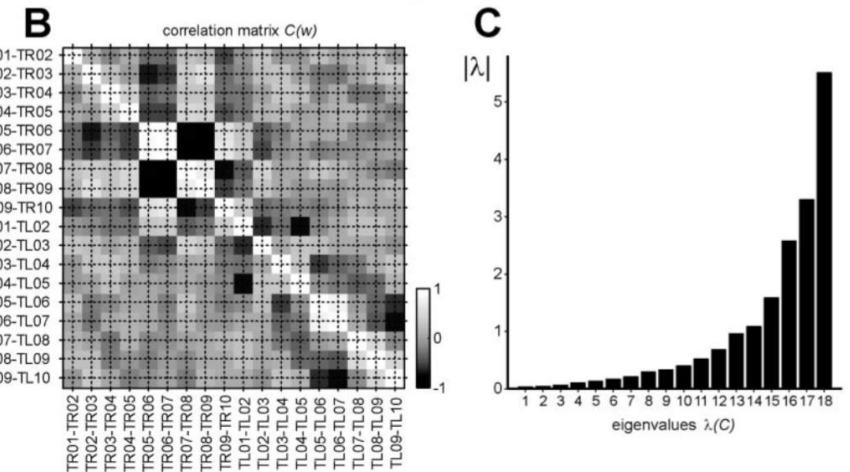 B
C
correlation matrix C(w)
|λ|
01-TR02
02-TR03
03-TR04
04-TR05
05-TR06
06-TR07
07-TR08
08-TR09
09-TR10
01-TL02
02-TL03
03-TL04
04-TL05
05-TL06
06-TL07
07-TL08
08-TL09
09-TL10
1
0
-1
TR01-TR02
TR02-TR03
TR03-TR04
TR04-TR05
TR05-TR06
TR06-TR07
TR07-TR08
TR08-TR09
TR09-TR10
TL01-TL02
TL02-TL03
TL03-TL04
TL04-TL05
TL05-TL06
TL06-TL07
TL07-TL08
TL08-TL09
TL09-TL10
5
4
3
2
1
0
1 2 3 4 5 6 7 8 9 10 11 12 13 14 15 16 17 18
eigenvalues λ(C)